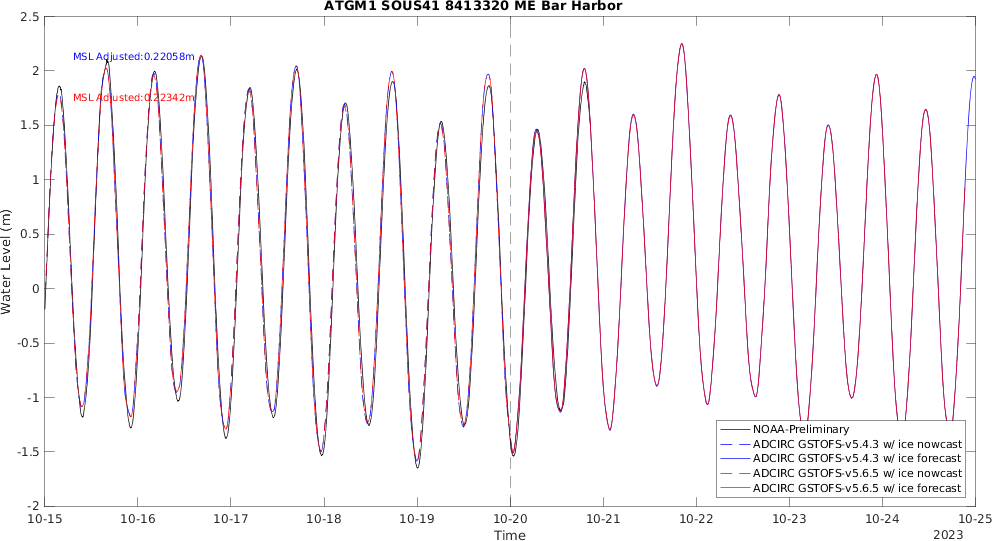 ATGM1 SOUS41 8413320 ME Bar Harbor
2.5
2
1.5
1
0.5
0
-0.5
-1
-1.5
-2
Water Level (m)
MSL Adjusted:0.22058m
MSL Adjusted:0.22342m
NOAA-Preliminary
ADCIRC GSTOFS-v5.4.3 w/ ice nowcast
ADCIRC GSTOFS-v5.4.3 w/ ice forecast
ADCIRC GSTOFS-v5.6.5 w/ ice nowcast
ADCIRC GSTOFS-v5.6.5 w/ ice forecast
10-15 10-16 10-17 10-18 10-19 10-20 10-21 10-22 10-23 10-24 10-25
Time
2023